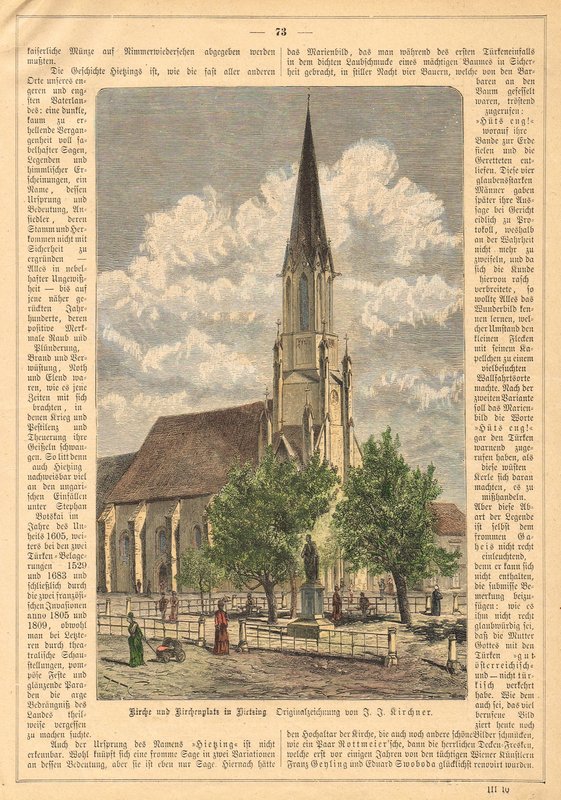 — 73 —
kaiserliche Münze auf Nimmerwiedersehen abgegeben werden
mußten.
Die Geschichte Hietzings ist, wie die fast aller anderen
Orte unseres en-
geren und eng-
sten Vaterlan-
des: eine dunkle,
kaum zu er-
hellende Vergan-
genheit voll fa-
belhafter Sagen,
Legenden und
himmlischer Er-
scheinungen, ein
Name, dessen
Ursprung und
Bedeutung, An-
siedler, deren
Stamm und Her-
kommen nicht mit
Sicherheit zu
ergründen —
Alles in nebel-
hafter Ungewiß-
heit — bis auf
jene näher ge-
rückten Jahr-
hunderte, deren
positive Merk-
male Raub und
Plünderung,
Brand und Ver-
wüstung, Noth
und Elend wa-
ren, wie es jene
Zeiten mit sich
brachten, in
denen Krieg und
Pestilenz und
Theuerung ihre
Geißeln schwan-
gen. So litt denn
auch Hietzing
nachweisbar viel
an den ungari-
schen Einfällen
unter Stephan
Botskai im
Jahre des Un-
heils 1605, wei-
ters bei den zwei
Türken-Belage-
rungen 1529
und 1683 und
schließlich durch
die zwei französi-
schen Invasionen
anno 1805 und
1809, obwohl
man bei Letzte-
ren durch thea-
tralische Schau-
stellungen, pom-
pöse Feste und
glänzende Para-
den die arge
Bedrängniß des
Landes theil-
weise vergessen
zu machen suchte.
Auch der Ursprung des Namens »Hietzing« ist nicht
erkennbar. Wohl knüpft sich eine fromme Sage in zwei Variationen
an dessen Bedeutung, aber sie ist eben nur Sage. Hiernach hätte
das Marienbild, das man während des ersten Türkeneinfalls
in dem dichten Laubschmucke eines mächtigen Baumes in Sicher-
heit gebracht, in stiller Nacht vier Bauern, welche von den Bar-
baren an den
Baum gefesselt
waren, tröstend
zugerufen:
»Hüts eng!«
worauf ihre
Bande zur Erde
fielen und die
Geretteten ent-
liefen. Diese vier
glaubensstarken
Männer gaben
später ihre Aus-
sage bei Gericht
eidlich zu Pro-
tokoll, weshalb
an der Wahrheit
nicht mehr zu
zweifeln, und da
sich die Kunde
hiervon rasch
verbreitete, so
wollte Alles das
Wunderbild ken-
nen lernen, wel-
cher Umstand den
kleinen Flecken
mit seinem Ka-
pellchen zu einem
vielbesuchten
Wallfahrtsorte
machte. Nach der
zweiten Variante
soll das Marien-
bild die Worte
»Hüts eng!«
gar den Türken
warnend zuge-
rufen haben, als
diese wüsten
Kerle sich daran
machten, es zu
mißhandeln.
Aber diese Ab-
art der Legende
ist selbst dem
frommen Ga-
heis nicht recht
einleuchtend,
denn er kann sich
nicht enthalten,
die submisse Be-
merkung beizu-
fügen: wie es
ihm nicht recht
glaubwürdig sei,
daß die Mutter
Gottes mit den
Türken »gut
österreichisch«
und — nicht tür-
kisch verkehrt
habe. Wie dem
auch sei, das viel
berufene Bild
ziert heute noch
den Hochaltar der Kirche, die auch noch andere schöne Bilder schmücken,
wie ein Paar Rottmeier'sche, dann die herrlichen Decken-Fresken,
welche erst vor einigen Jahren von den tüchtigen Wiener Künstlern
Franz Geyling und Eduard Swoboda glücklichst renovirt wurden.
Kirche und Kirchenplatz in Hietzing. Originalzeichnung von J. J. Kirchner.
III 10